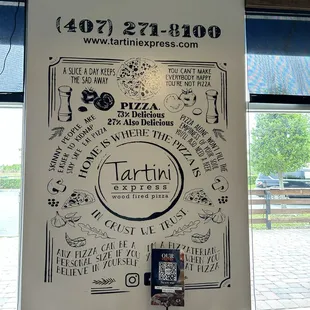 (407) 271-8100
www.tartiniexpress.com
A SLICE A DAY KEEPS
THE SAD AWAY
YOU CAN'T MAKE
EVERYBODY HAPPY
YOU'RE NOT PIZZA
PIZZA
73% Delicious
27% Also Delicious
SKINNY PEOPLE ARE
EASIER TO KIDNAP
STAY SAFE EAT PIZZA
HOME IS WHERE THE PIZZA IS
Tartini
express
wood fired pizza
IN CRUST WE TRUST
ANY PIZZA CAN BE A
PERSONAL SIZE IF YOU
BELIEVE IN YOURSELF